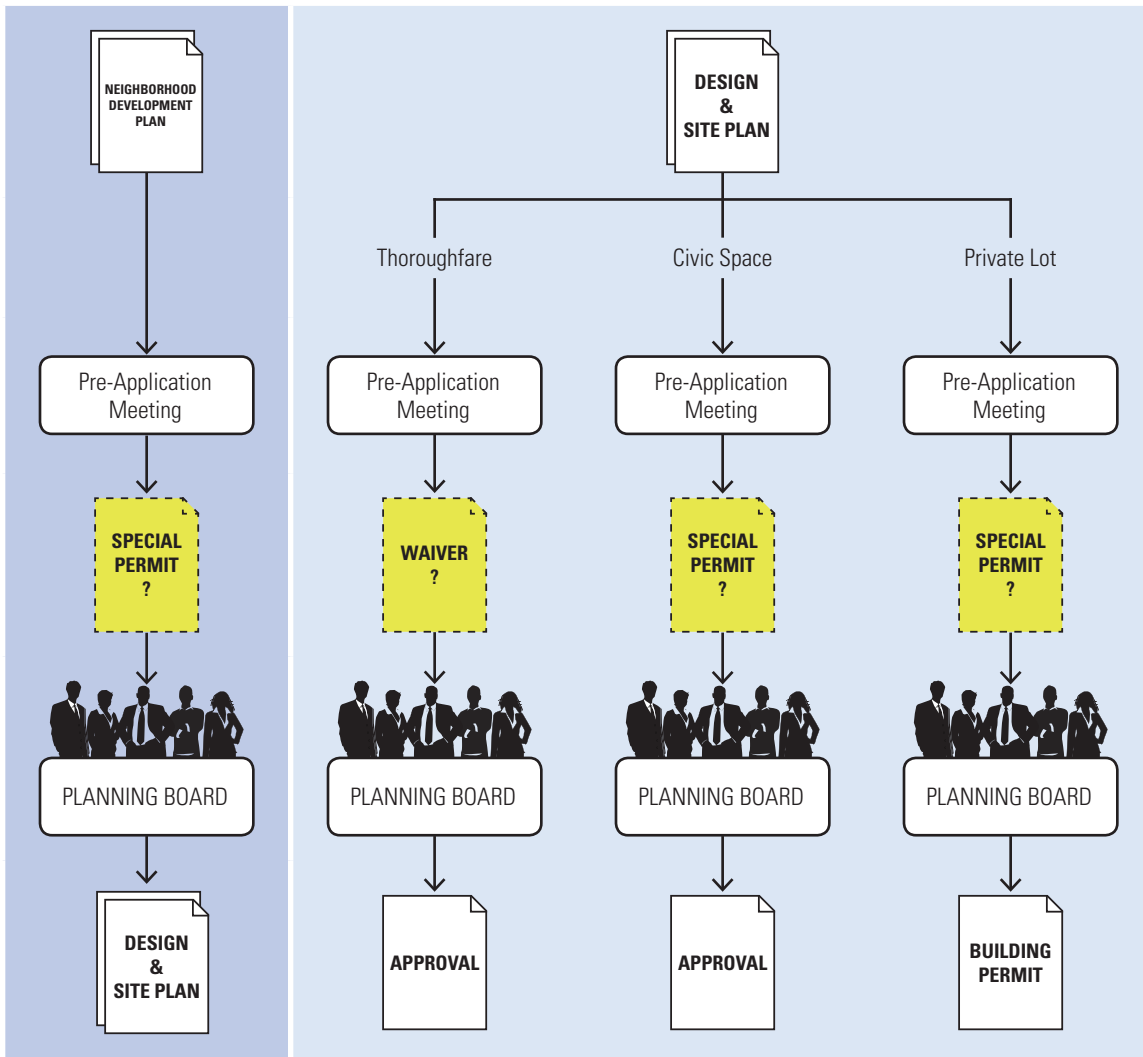 NEIGHBORHOOD
DEVELOPMENT
PLAN
Pre-Application
Meeting
SPECIAL
PERMIT
?
PLANNING BOARD
DESIGN
&
SITE PLAN
DESIGN
&
SITE PLAN
Thoroughfare
Civic Space
Private Lot
Pre-Application
Meeting
Pre-Application
Meeting
Pre-Application
Meeting
WAIVER
?
SPECIAL
PERMIT
?
SPECIAL
PERMIT
?
PLANNING BOARD
PLANNING BOARD
PLANNING BOARD
APPROVAL
APPROVAL
BUILDING
PERMIT